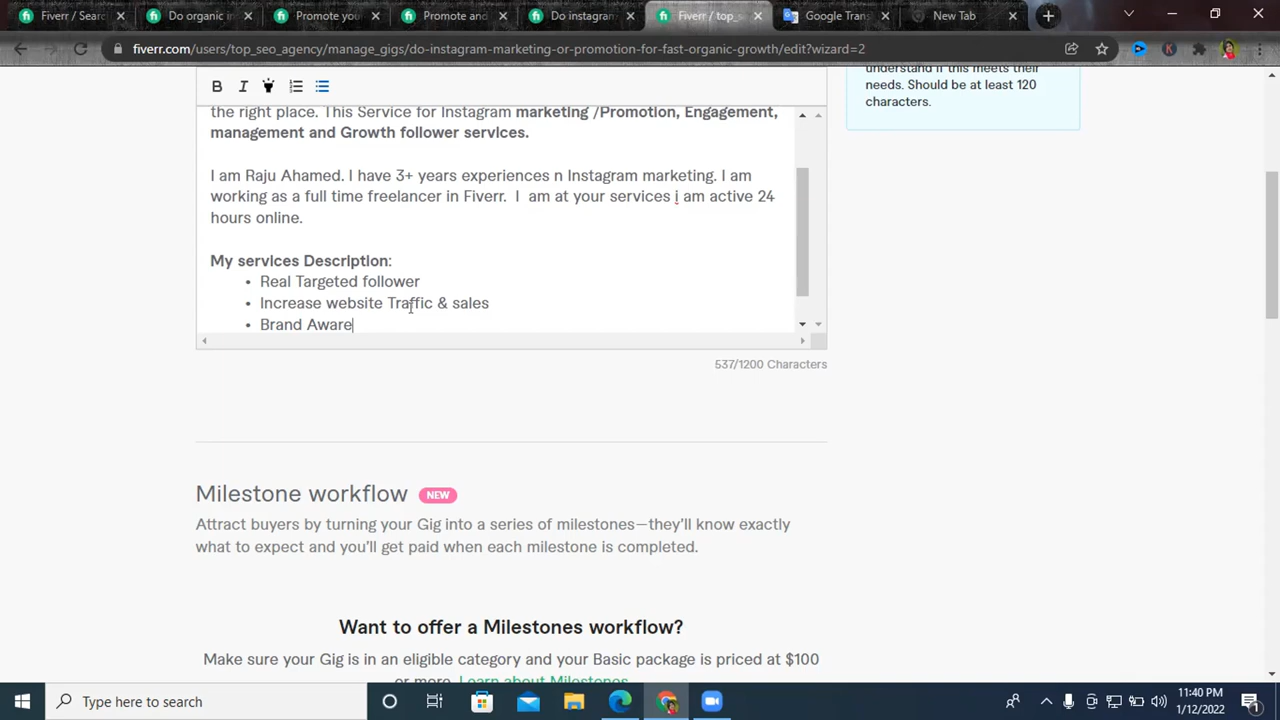 Fiverr / Sear
Do organic i
Promote you
Promote and
Do instagram
Fiverr / top_s
Google Trans
New Tab
fiverr.com/users/top_seo_agency/manage_gigs/do-instagram-marketing-or-promotion-for-fast-organic-growth/edit?wizard=2
understand if this meets their
needs. Should be at least 120
characters.
the right place. This Service for Instagram marketing /Promotion, Engagement,
management and Growth follower services.
I am Raju Ahamed. I have 3+ years experiences n Instagram marketing. I am
working as a full time freelancer in Fiverr. I am at your services i am active 24
hours online.
My services Description:
• Real Targeted follower
• Increase website Traffic & sales
• Brand Aware
537/1200 Characters
Milestone workflow NEW
Attract buyers by turning your Gig into a series of milestones—they'll know exactly
what to expect and you'll get paid when each milestone is completed.
Want to offer a Milestones workflow?
Make sure your Gig is in an eligible category and your Basic package is priced at $100
or more. Learn about Milestones
Type here to search
11:40 PM
1/12/2022